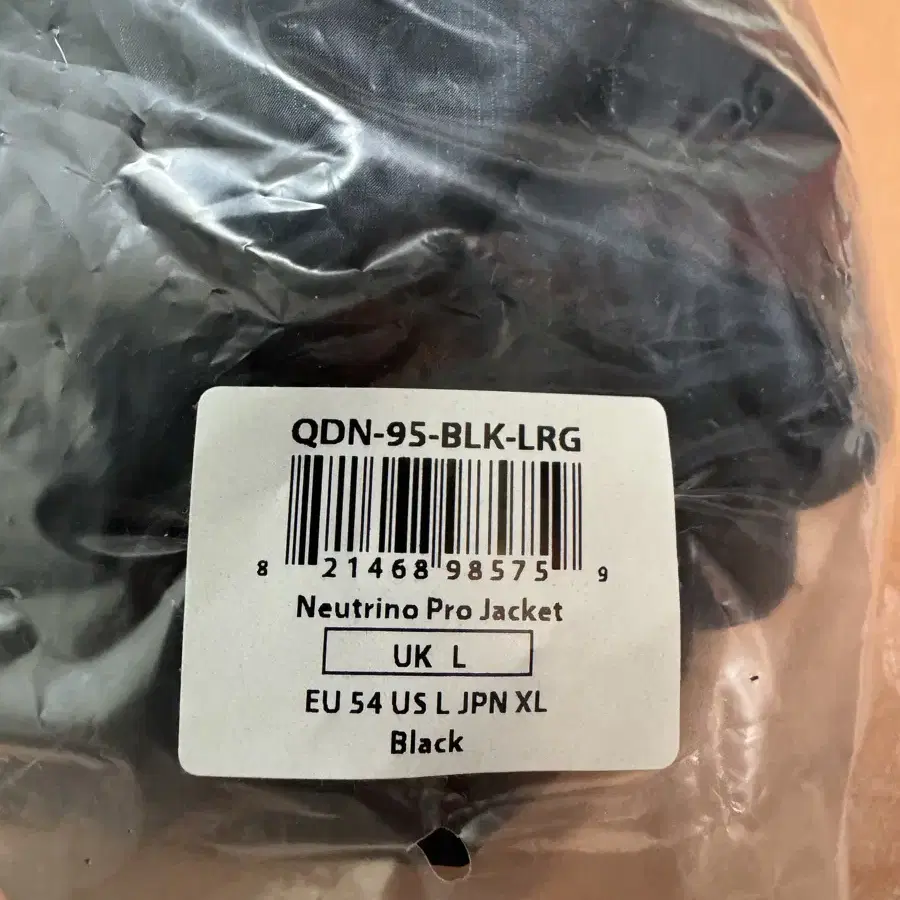 QDN-95-BLK-LRG
8 21468 98575 9
Neutrino Pro Jacket
UK L
EU 54 US L JPN XL
Black